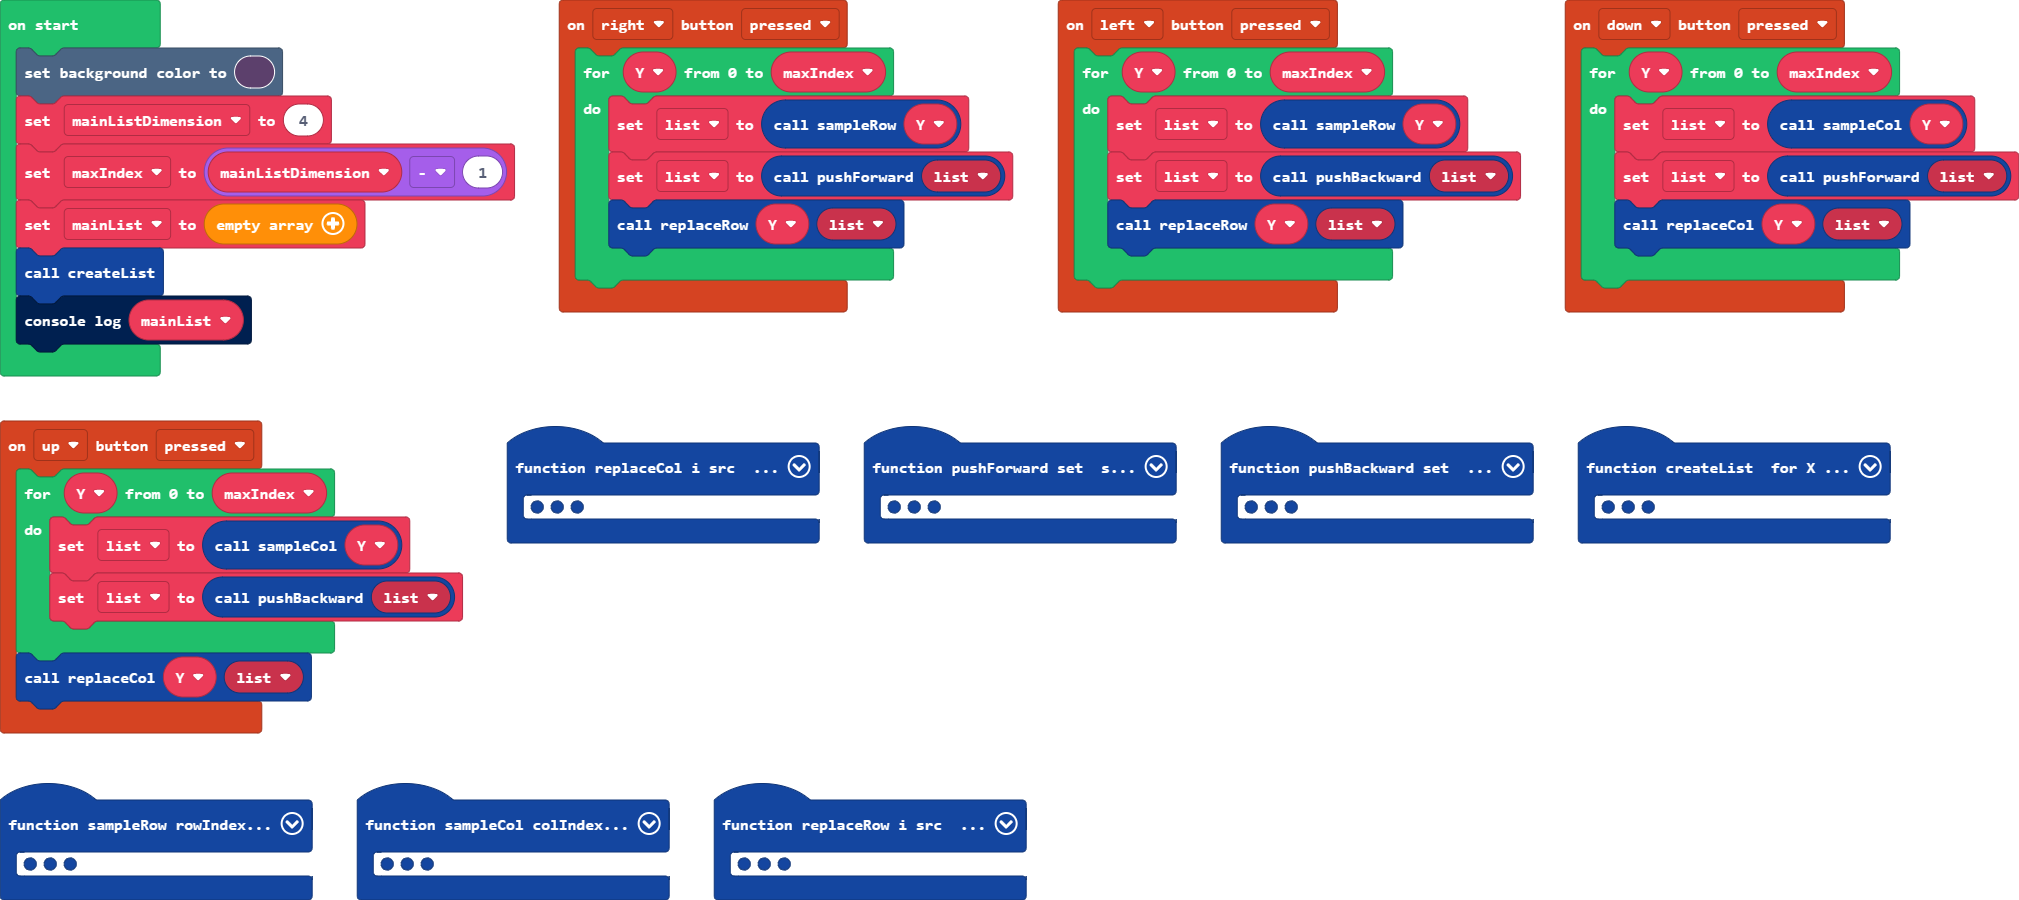 on start
set background color to
set mainListDimension to 4
set maxIndex to mainListDimension - 1
set mainList to empty array
call createList
console log mainList
on right button pressed
for Y from 0 to maxIndex
do
set list to call sampleRow Y
set list to call pushForward list
call replaceRow Y list
on left button pressed
for Y from 0 to maxIndex
do
set list to call sampleRow Y
set list to call pushBackward list
call replaceRow Y list
on down button pressed
for Y from 0 to maxIndex
do
set list to call sampleCol Y
set list to call pushForward list
call replaceCol Y list
on up button pressed
for Y from 0 to maxIndex
do
set list to call sampleCol Y
set list to call pushBackward list
call replaceCol Y list
function replaceCol i src ...
function pushForward set s...
function pushBackward set ...
function createList for X ...
function sampleRow rowIndex...
function sampleCol colIndex...
function replaceRow i src ...